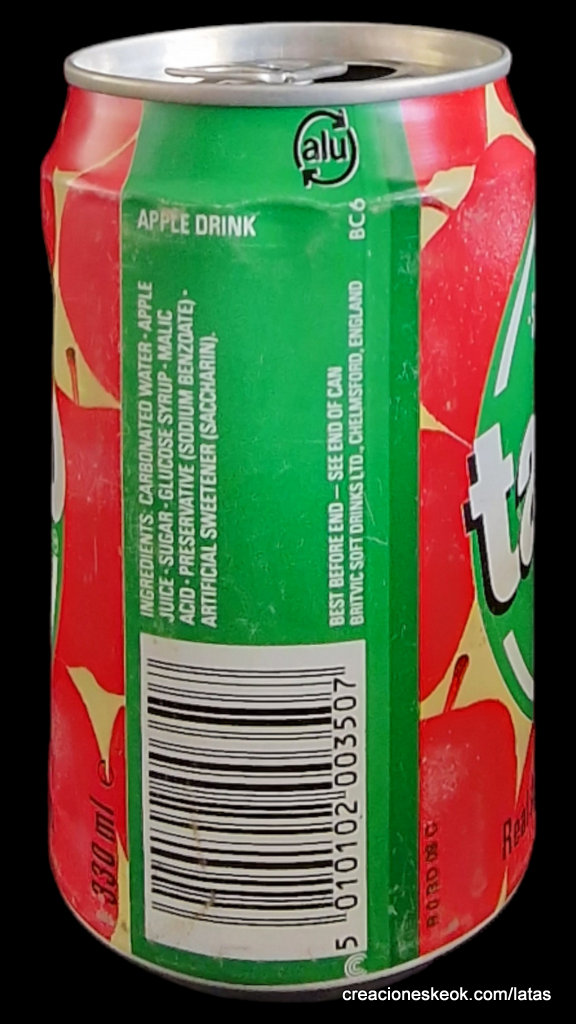 alu
APPLE DRINK
BC6
INGREDIENTS: CARBONATED WATER · APPLE
JUICE · SUGAR · GLUCOSE SYRUP · MALIC
ACID · PRESERVATIVE (SODIUM BENZOATE) ·
ARTIFICIAL SWEETENER (SACCHARIN).
BEST BEFORE END – SEE END OF CAN
BRITVIC SOFT DRINKS LTD., CHELMSFORD, ENGLAND
5 010102 003507
330 ml e
ta
Real
creacioneskeok.com/latas